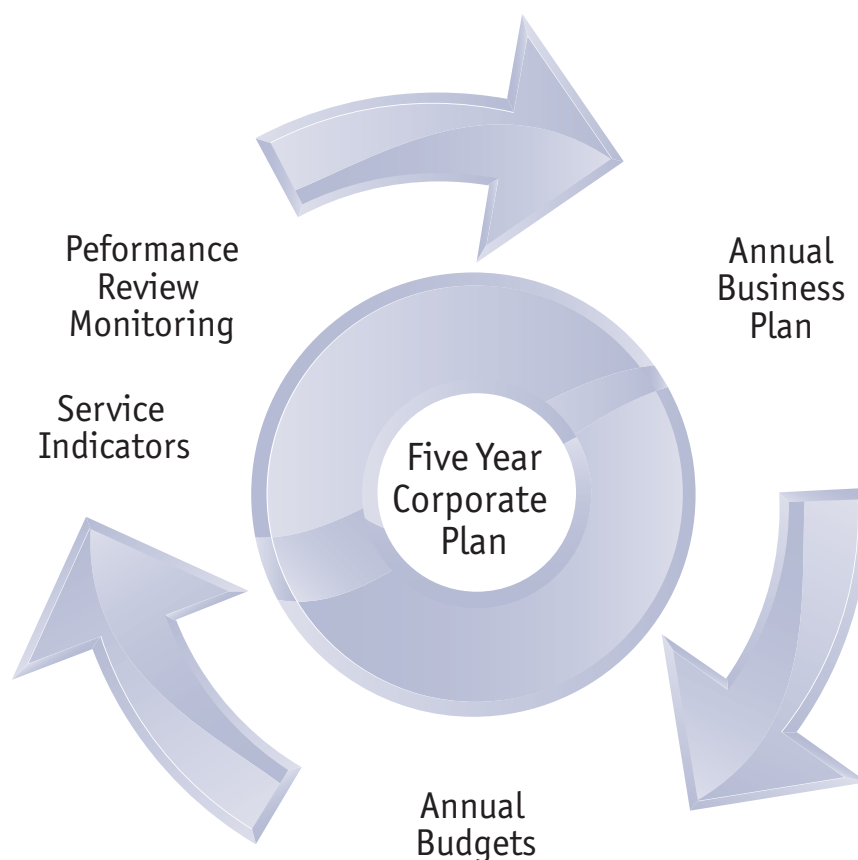 Peformance
Review
Monitoring
Service
Indicators
Annual
Business
Plan
Five Year
Corporate
Plan
Annual
Budgets